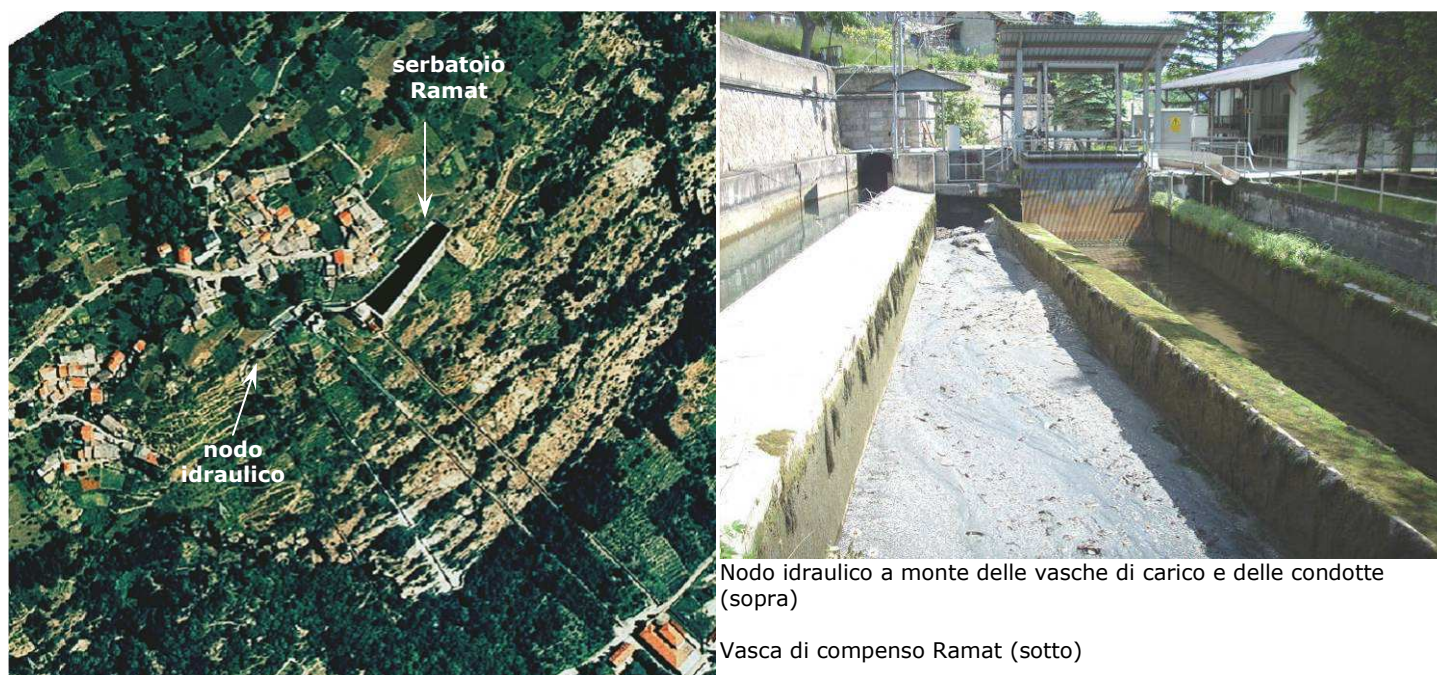 serbatoio
Ramat
nodo
idraulico
Nodo idraulico a monte delle vasche di carico e delle condotte
(sopra)
Vasca di compenso Ramat (sotto)